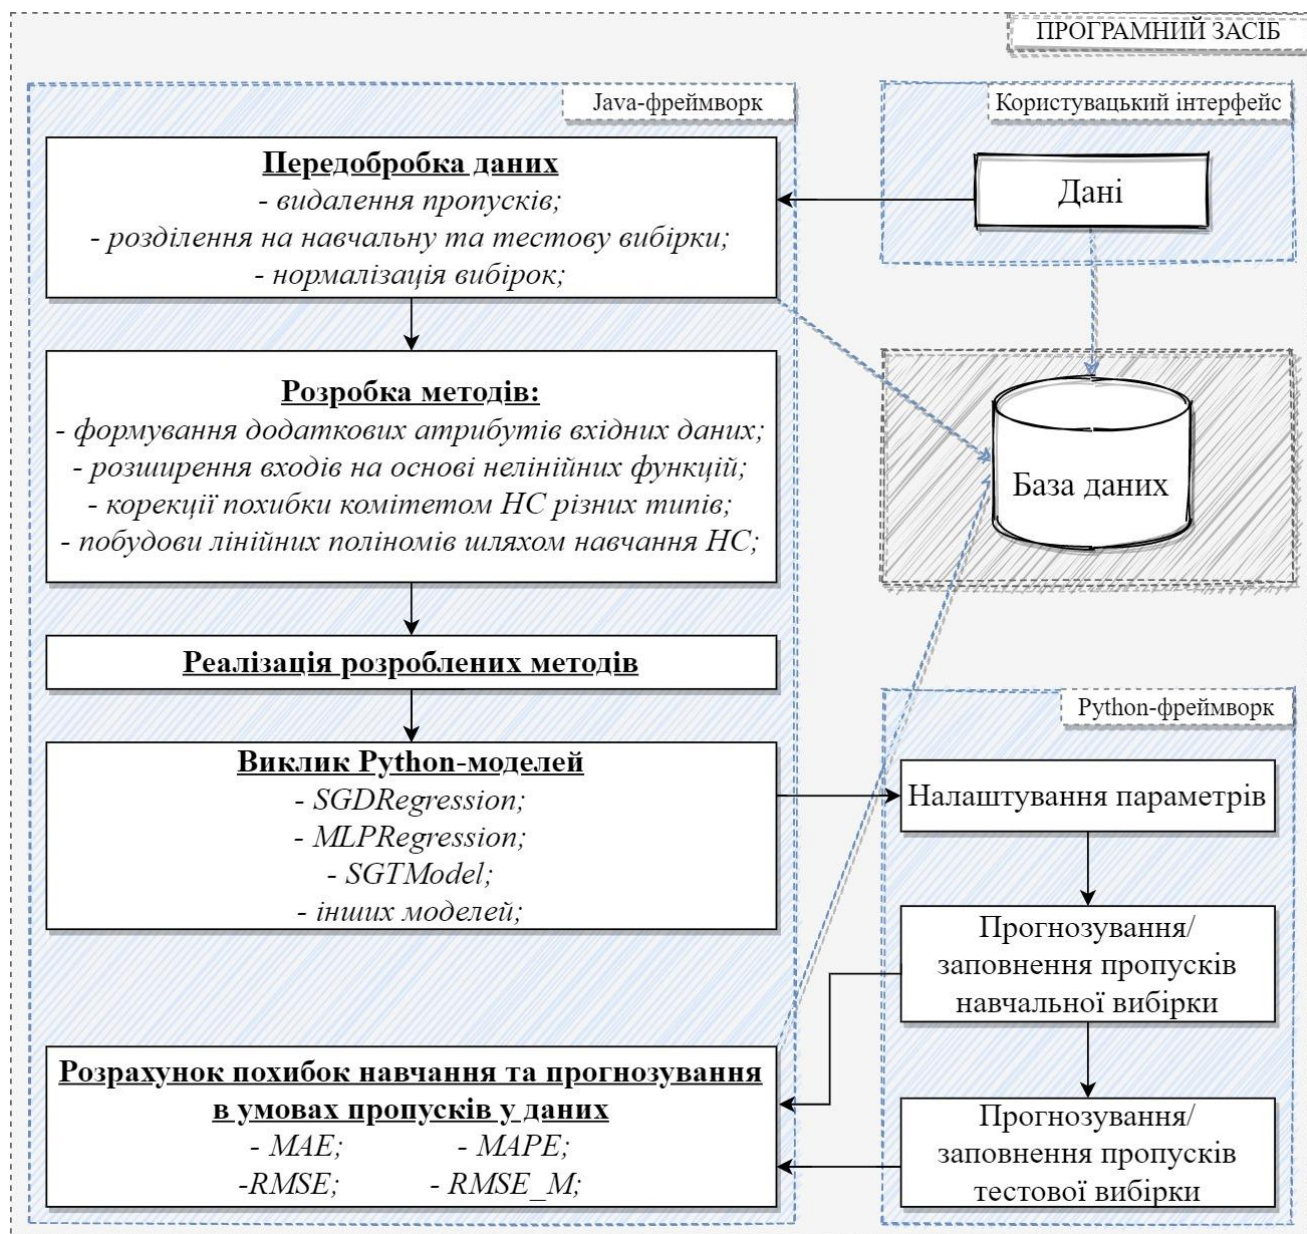 ПРОГРАМНИЙ ЗАСІБ
Java-фреймворк
Користувацький інтерфейс
Передобробка даних
- видалення пропусків;
- розділення на навчальну та тестову вибірки;
- нормалізація вибірок;
Дані
Розробка методів:
- формування додаткових атрибутів вхідних даних;
- розширення входів на основі нелінійних функцій;
- корекції похибки комітетом НС різних типів;
- побудови лінійних поліномів шляхом навчання НС;
База даних
Реалізація розроблених методів
Виклик Python-моделей
- SGDRegression;
- MLPRegression;
- SGTModel;
- інших моделей;
Python-фреймворк
Налаштування параметрів
Прогнозування/
заповнення пропусків
навчальної вибірки
Прогнозування/
заповнення пропусків
тестової вибірки
Розрахунок похибок навчання та прогнозування
в умовах пропусків у даних
- MAE; - MAPE;
-RMSE; - RMSE_M;